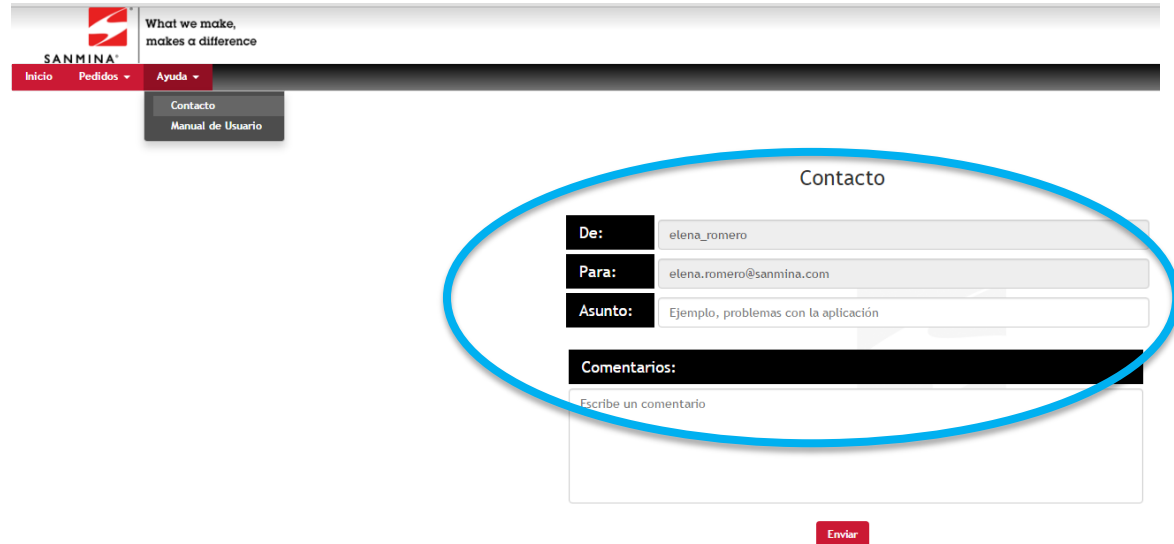 What we make,
makes a difference
SANMINA®
Inicio Pedidos Ayuda
Contacto
Manual de Usuario
Contacto
De: elena_romero
Para: elena.romero@sanmina.com
Asunto: Ejemplo, problemas con la aplicación
Comentarios:
Escribe un comentario
Enviar